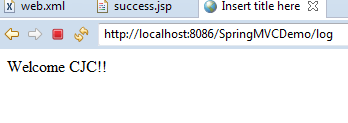 web.xml success.jsp Insert title here
http://localhost:8086/SpringMVCDemo/log
Welcome CJC!!